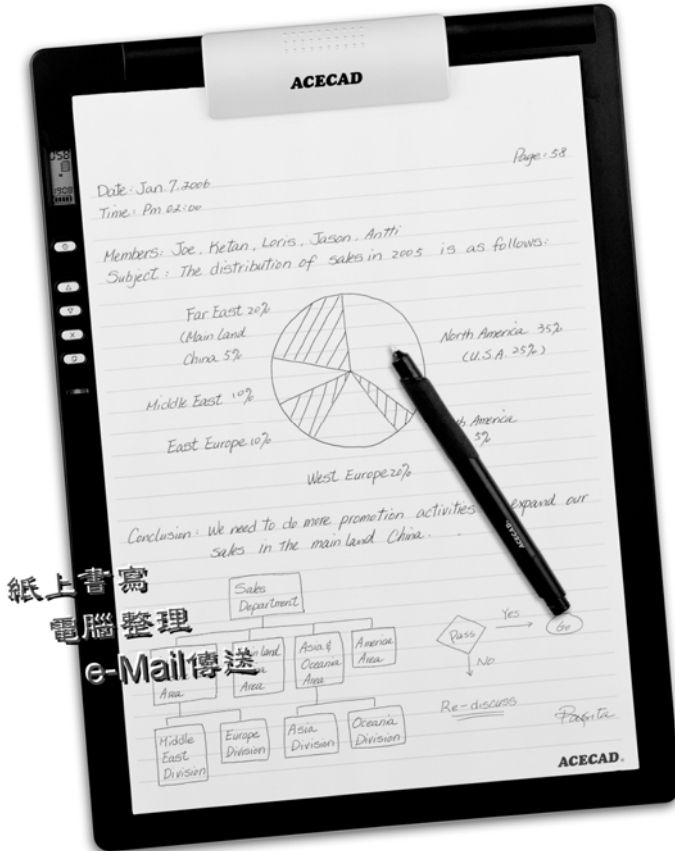 ACECAD
Page: 58
Date: Jan. 7. 2006
Time: Pm 02:00
Members: Joe, Ketan, Loris, Jason, Antti
Subject: The distribution of sales in 2005 is as follows:
Far East 20%
(Main Land
China 5%
North America 35%
(U.S.A. 25%)
Middle East 10%
America
5%
East Europe 10%
West Europe 20%
Conclusion: We need to do more promotion activities expand our
sales in the main land China.
紙上書寫
電腦整理
e-Mail傳送
Sales
Department
Area
land
Area
Asia &
Oceania
Area
America
Area
Middle
East
Division
Europe
Division
Asia
Division
Oceania
Division
Pass
Yes
Go
No
Re-discuss
ACECAD
ACECAD.